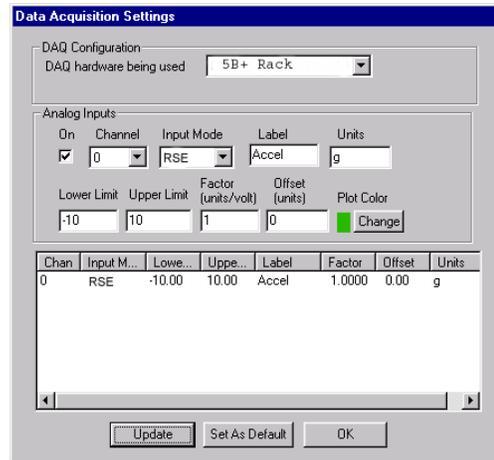 Data Acquisition Settings
DAQ Configuration
DAQ hardware being used 5B+ Rack
Analog Inputs
On Channel Input Mode Label Units
0 RSE Accel g
Lower Limit Upper Limit Factor (units/volt) Offset (units) Plot Color
-10 10 1 0 Change
Chan Input M... Lowe... Uppe... Label Factor Offset Units
0 RSE -10.00 10.00 Accel 1.0000 0.00 g
Update Set As Default OK